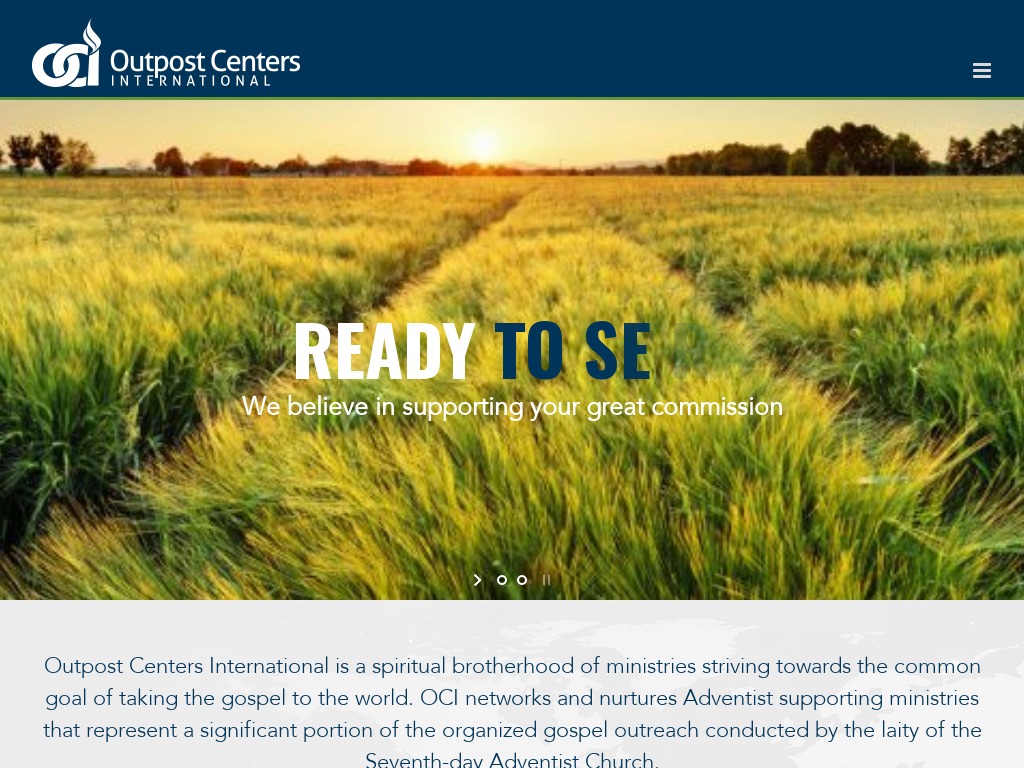 OCI Outpost Centers
INTERNATIONAL
READY TO SE
We believe in supporting your great commission
Outpost Centers International is a spiritual brotherhood of ministries striving towards the common
goal of taking the gospel to the world. OCI networks and nurtures Adventist supporting ministries
that represent a significant portion of the organized gospel outreach conducted by the laity of the
Seventh-day Adventist Church.